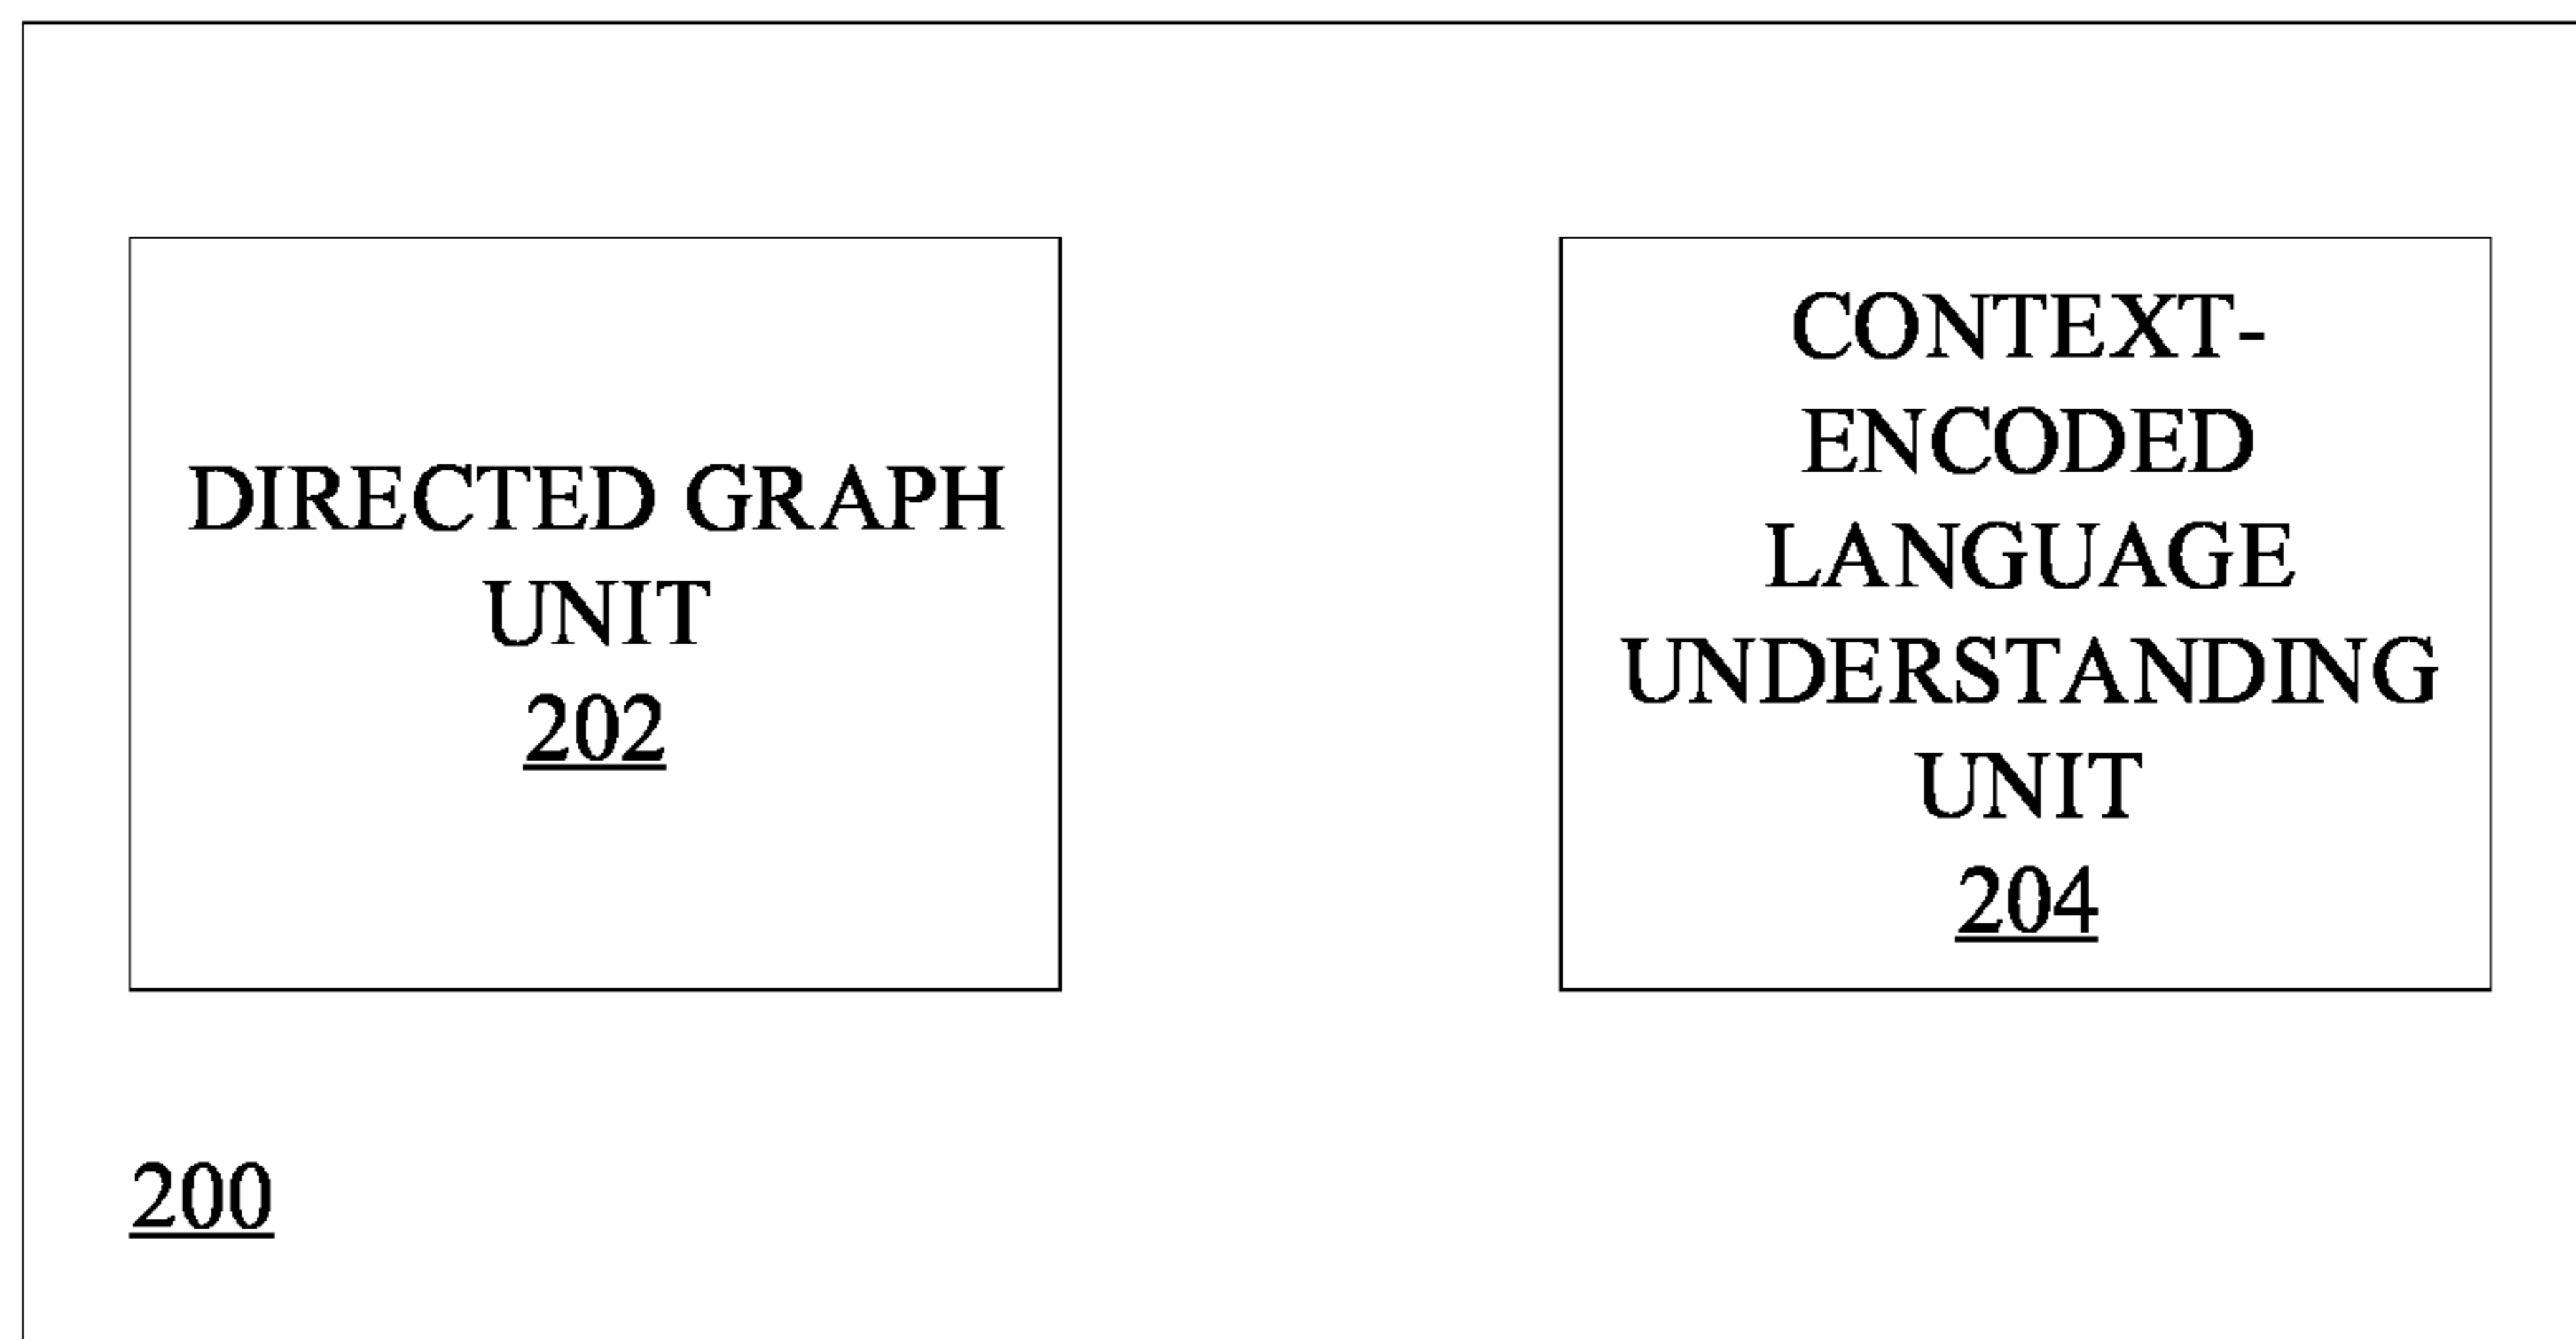 DIRECTED GRAPH
UNIT
202
CONTEXT-
ENCODED
LANGUAGE
UNDERSTANDING
UNIT
204
200